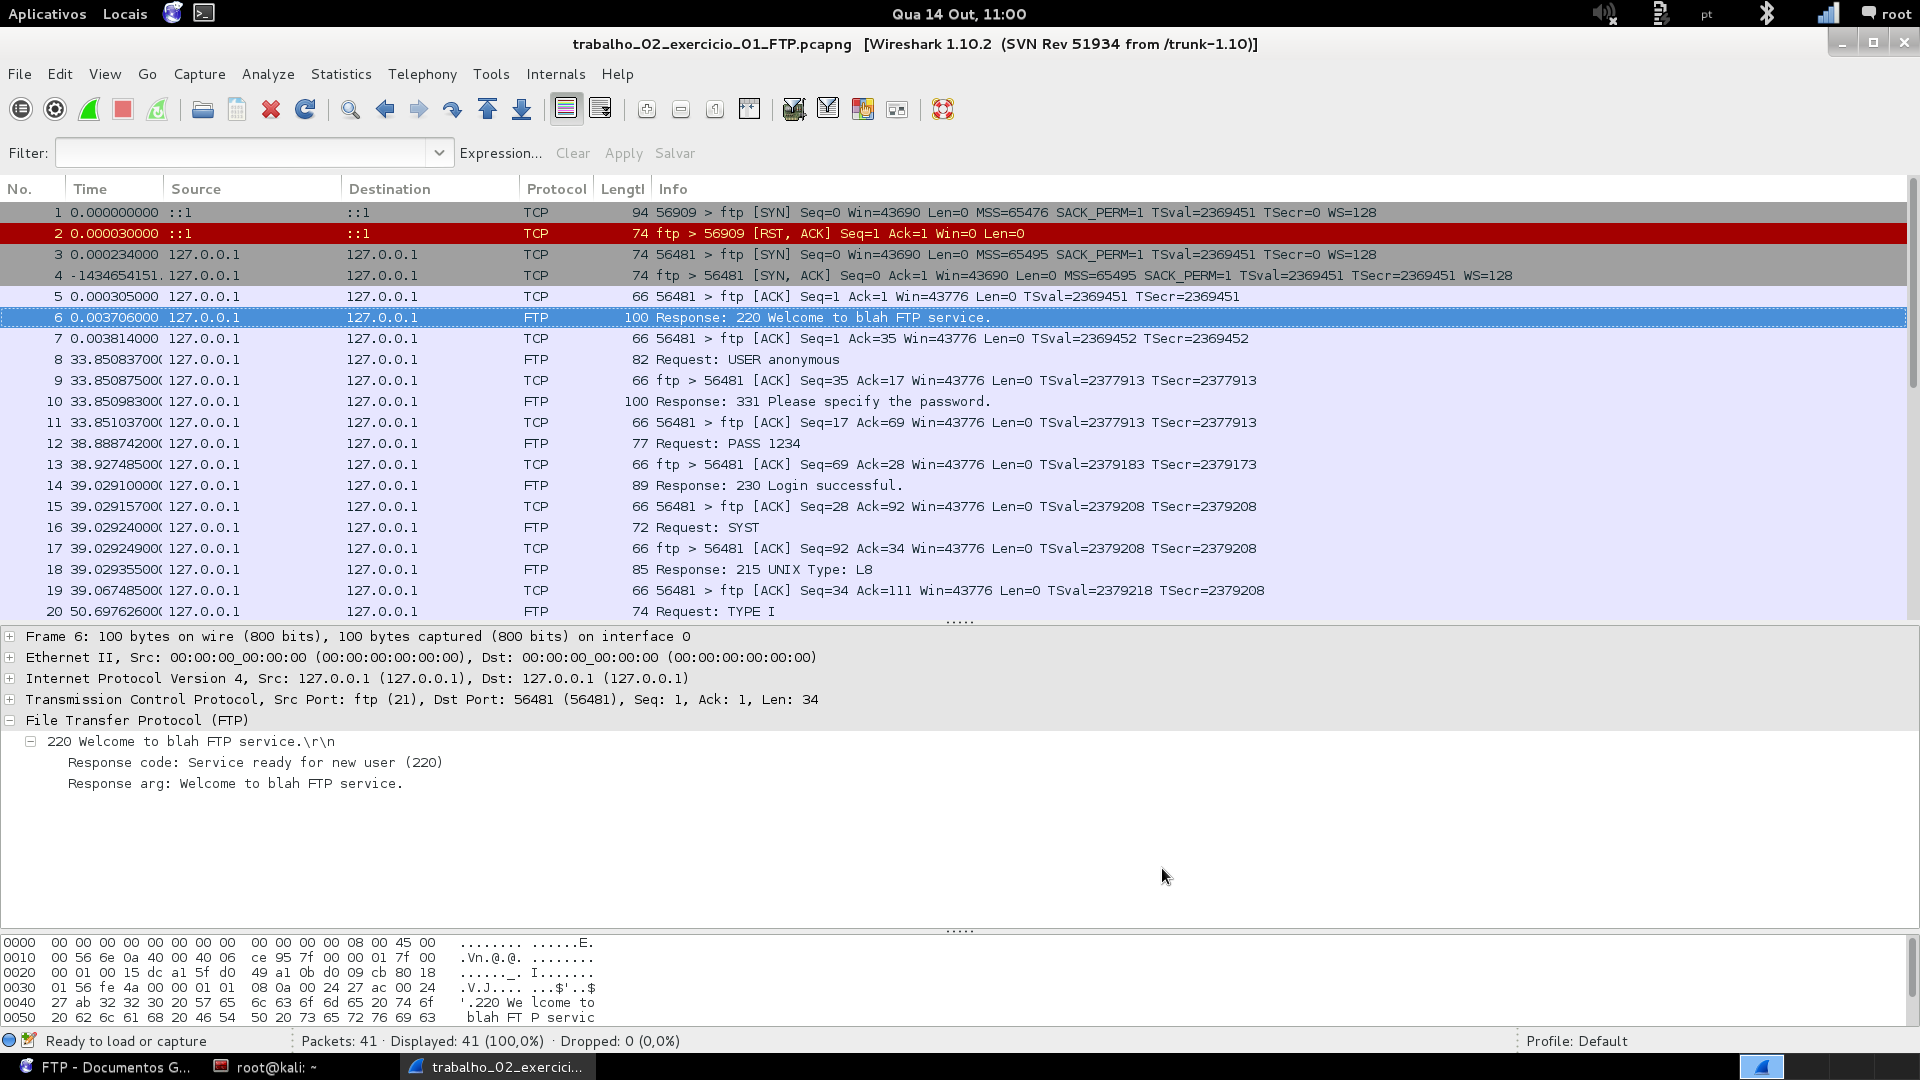 Aplicativos Locais Qua 14 Out, 11:00 pt root
trabalho_02_exercicio_01_FTP.pcapng [Wireshark 1.10.2 (SVN Rev 51934 from /trunk-1.10)]
File Edit View Go Capture Analyze Statistics Telephony Tools Internals Help
Filter: Expression... Clear Apply Salvar
No. Time Source Destination Protocol Lengtl Info
1 0.000000000 ::1 ::1 TCP 94 56909 > ftp [SYN] Seq=0 Win=43690 Len=0 MSS=65476 SACK_PERM=1 TSval=2369451 TSecr=0 WS=128
2 0.000030000 ::1 ::1 TCP 74 ftp > 56909 [RST, ACK] Seq=1 Ack=1 Win=0 Len=0
3 0.000234000 127.0.0.1 127.0.0.1 TCP 74 56481 > ftp [SYN] Seq=0 Win=43690 Len=0 MSS=65495 SACK_PERM=1 TSval=2369451 TSecr=0 WS=128
4 -1434654151. 127.0.0.1 127.0.0.1 TCP 74 ftp > 56481 [SYN, ACK] Seq=0 Ack=1 Win=43690 Len=0 MSS=65495 SACK_PERM=1 TSval=2369451 TSecr=2369451 WS=128
5 0.000305000 127.0.0.1 127.0.0.1 TCP 66 56481 > ftp [ACK] Seq=1 Ack=1 Win=43776 Len=0 TSval=2369451 TSecr=2369451
6 0.003706000 127.0.0.1 127.0.0.1 FTP 100 Response: 220 Welcome to blah FTP service.
7 0.003814000 127.0.0.1 127.0.0.1 TCP 66 56481 > ftp [ACK] Seq=1 Ack=35 Win=43776 Len=0 TSval=2369452 TSecr=2369452
8 33.85083700 127.0.0.1 127.0.0.1 FTP 82 Request: USER anonymous
9 33.85087500 127.0.0.1 127.0.0.1 TCP 66 ftp > 56481 [ACK] Seq=35 Ack=17 Win=43776 Len=0 TSval=2377913 TSecr=2377913
10 33.85098300 127.0.0.1 127.0.0.1 FTP 100 Response: 331 Please specify the password.
11 33.85103700 127.0.0.1 127.0.0.1 TCP 66 56481 > ftp [ACK] Seq=17 Ack=69 Win=43776 Len=0 TSval=2377913 TSecr=2377913
12 38.88874200 127.0.0.1 127.0.0.1 FTP 77 Request: PASS 1234
13 38.92748500 127.0.0.1 127.0.0.1 TCP 66 ftp > 56481 [ACK] Seq=69 Ack=28 Win=43776 Len=0 TSval=2379183 TSecr=2379173
14 39.02910000 127.0.0.1 127.0.0.1 FTP 89 Response: 230 Login successful.
15 39.02915700 127.0.0.1 127.0.0.1 TCP 66 56481 > ftp [ACK] Seq=28 Ack=92 Win=43776 Len=0 TSval=2379208 TSecr=2379208
16 39.02924000 127.0.0.1 127.0.0.1 FTP 72 Request: SYST
17 39.02924900 127.0.0.1 127.0.0.1 TCP 66 ftp > 56481 [ACK] Seq=92 Ack=34 Win=43776 Len=0 TSval=2379208 TSecr=2379208
18 39.02935500 127.0.0.1 127.0.0.1 FTP 85 Response: 215 UNIX Type: L8
19 39.06748500 127.0.0.1 127.0.0.1 TCP 66 56481 > ftp [ACK] Seq=34 Ack=111 Win=43776 Len=0 TSval=2379218 TSecr=2379208
20 50.69762600 127.0.0.1 127.0.0.1 FTP 74 Request: TYPE I
Frame 6: 100 bytes on wire (800 bits), 100 bytes captured (800 bits) on interface 0
Ethernet II, Src: 00:00:00_00:00:00 (00:00:00:00:00:00), Dst: 00:00:00_00:00:00 (00:00:00:00:00:00)
Internet Protocol Version 4, Src: 127.0.0.1 (127.0.0.1), Dst: 127.0.0.1 (127.0.0.1)
Transmission Control Protocol, Src Port: ftp (21), Dst Port: 56481 (56481), Seq: 1, Ack: 1, Len: 34
File Transfer Protocol (FTP)
220 Welcome to blah FTP service.\r\n
Response code: Service ready for new user (220)
Response arg: Welcome to blah FTP service.
0000 00 00 00 00 00 00 00 00 00 00 00 00 08 00 45 00 ........ ......E.
0010 00 56 6e 0a 40 00 40 06 ce 95 7f 00 00 01 7f 00 .Vn.@.@. ........
0020 00 01 00 15 dc a1 5f d0 49 a1 0b d0 09 cb 80 18 ......_. I.......
0030 01 56 fe 4a 00 00 01 01 08 0a 00 24 27 ac 00 24 .V.J.... ...$'..$
0040 27 ab 32 32 30 20 57 65 6c 63 6f 6d 65 20 74 6f '.220 We lcome to
0050 20 62 6c 61 68 20 46 54 50 20 73 65 72 76 69 63 blah FT P servic
Ready to load or capture Packets: 41 · Displayed: 41 (100,0%) · Dropped: 0 (0,0%) Profile: Default
FTP - Documentos G... root@kali: ~ trabalho_02_exercici...